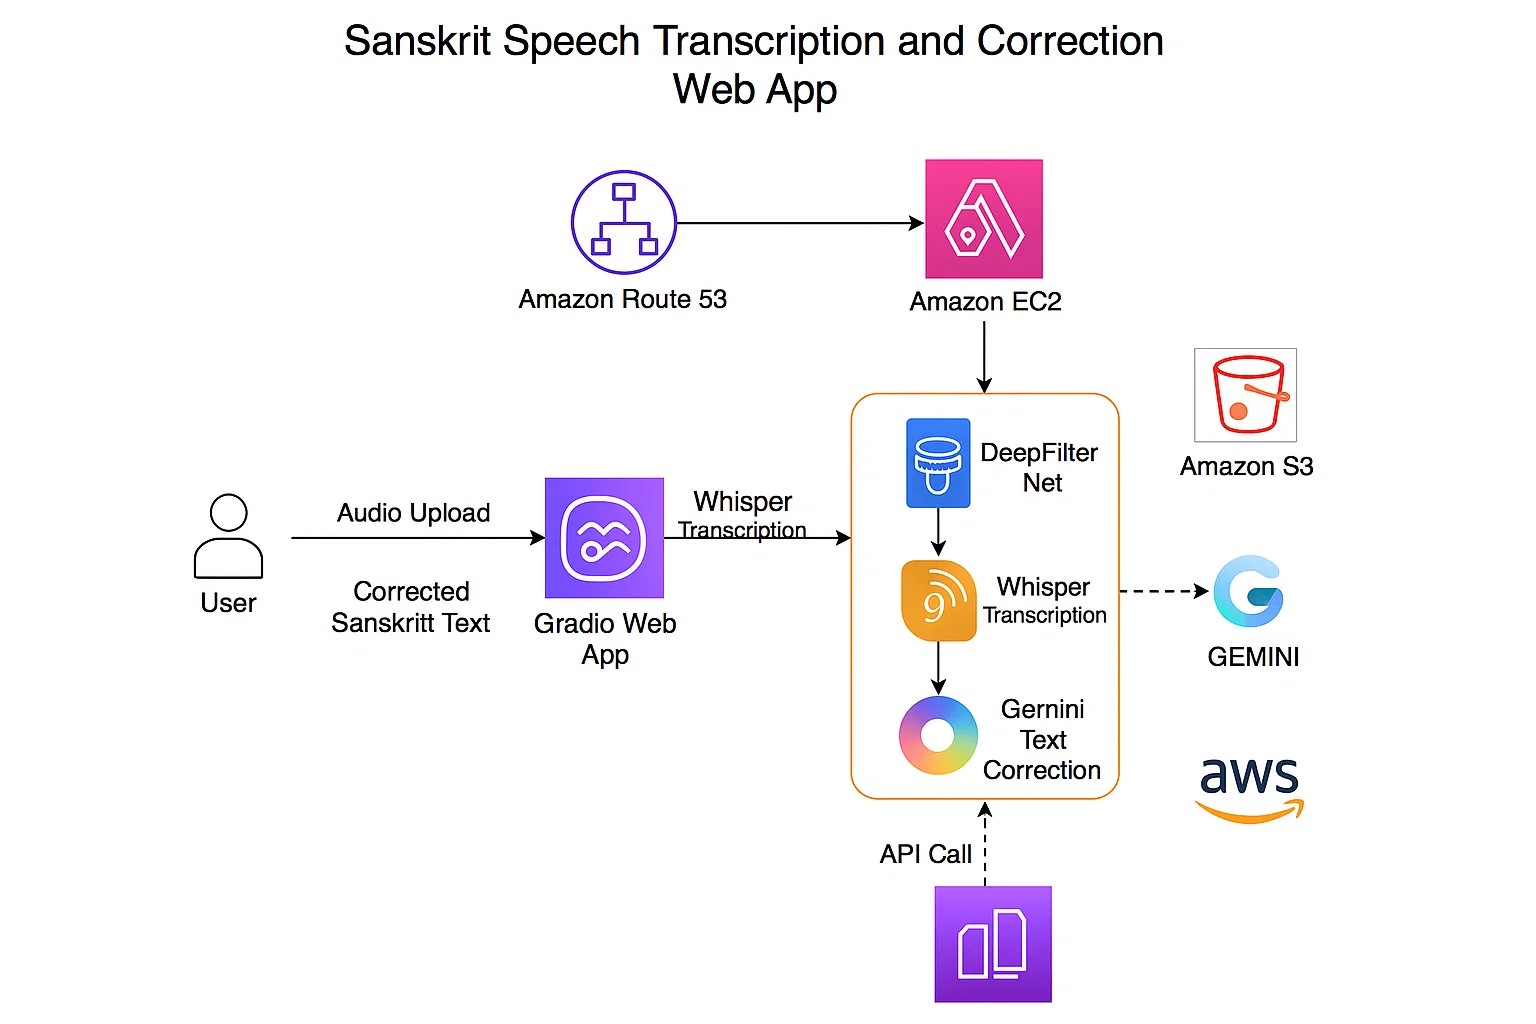 Sanskrit Speech Transcription and Correction
Web App
Amazon Route 53
Amazon EC2
Amazon S3
DeepFilter
Net
Whisper
Transcription
Audio Upload
Corrected
Sanskritt Text
User
Gradio Web
App
9
Whisper
Transcription
GEMINI
Gernini
Text
Correction
aws
API Call